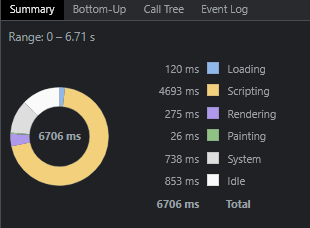 Summary Bottom-Up Call Tree Event Log
Range: 0 – 6.71 s
120 ms Loading
4693 ms Scripting
275 ms Rendering
26 ms Painting
738 ms System
853 ms Idle
6706 ms Total
6706 ms